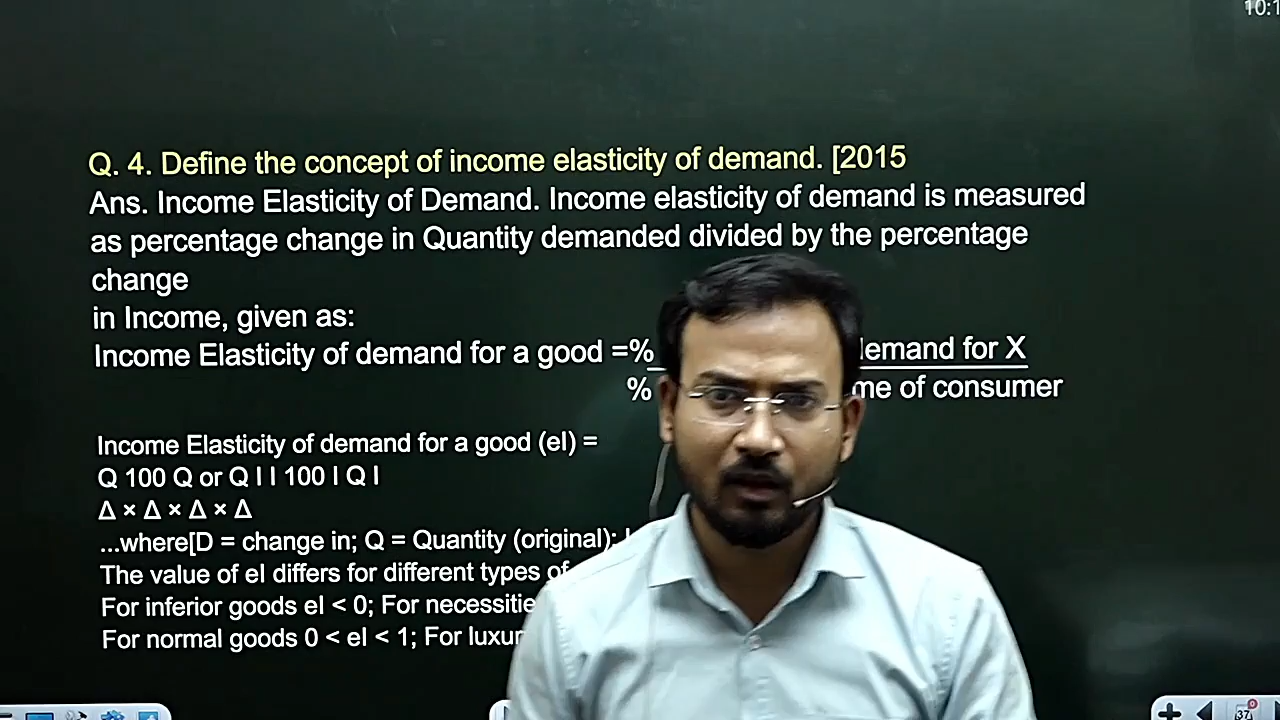 10:1
Q. 4. Define the concept of income elasticity of demand. [2015
Ans. Income Elasticity of Demand. Income elasticity of demand is measured
as percentage change in Quantity demanded divided by the percentage
change
in Income, given as:
Income Elasticity of demand for a good =% demand for X
% me of consumer
Income Elasticity of demand for a good (eI) =
Q 100 Q or Q I I 100 I Q I
Δ × Δ × Δ × Δ
...where[D = change in; Q = Quantity (original);
The value of eI differs for different types of
For inferior goods eI < 0; For necessitie
For normal goods 0 < eI < 1; For luxur
37